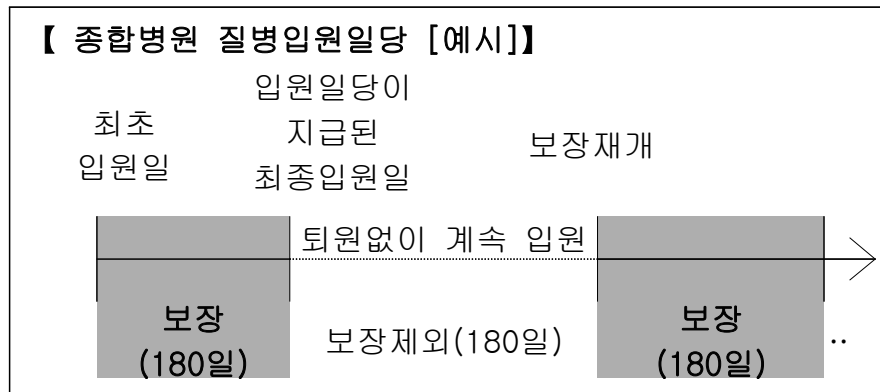 【 종합병원 질병입원일당 [예시]】
최초
입원일
입원일당이
지급된
최종입원일
보장재개
퇴원없이 계속 입원
보장
(180일)
보장제외(180일)
보장
(180일)
..